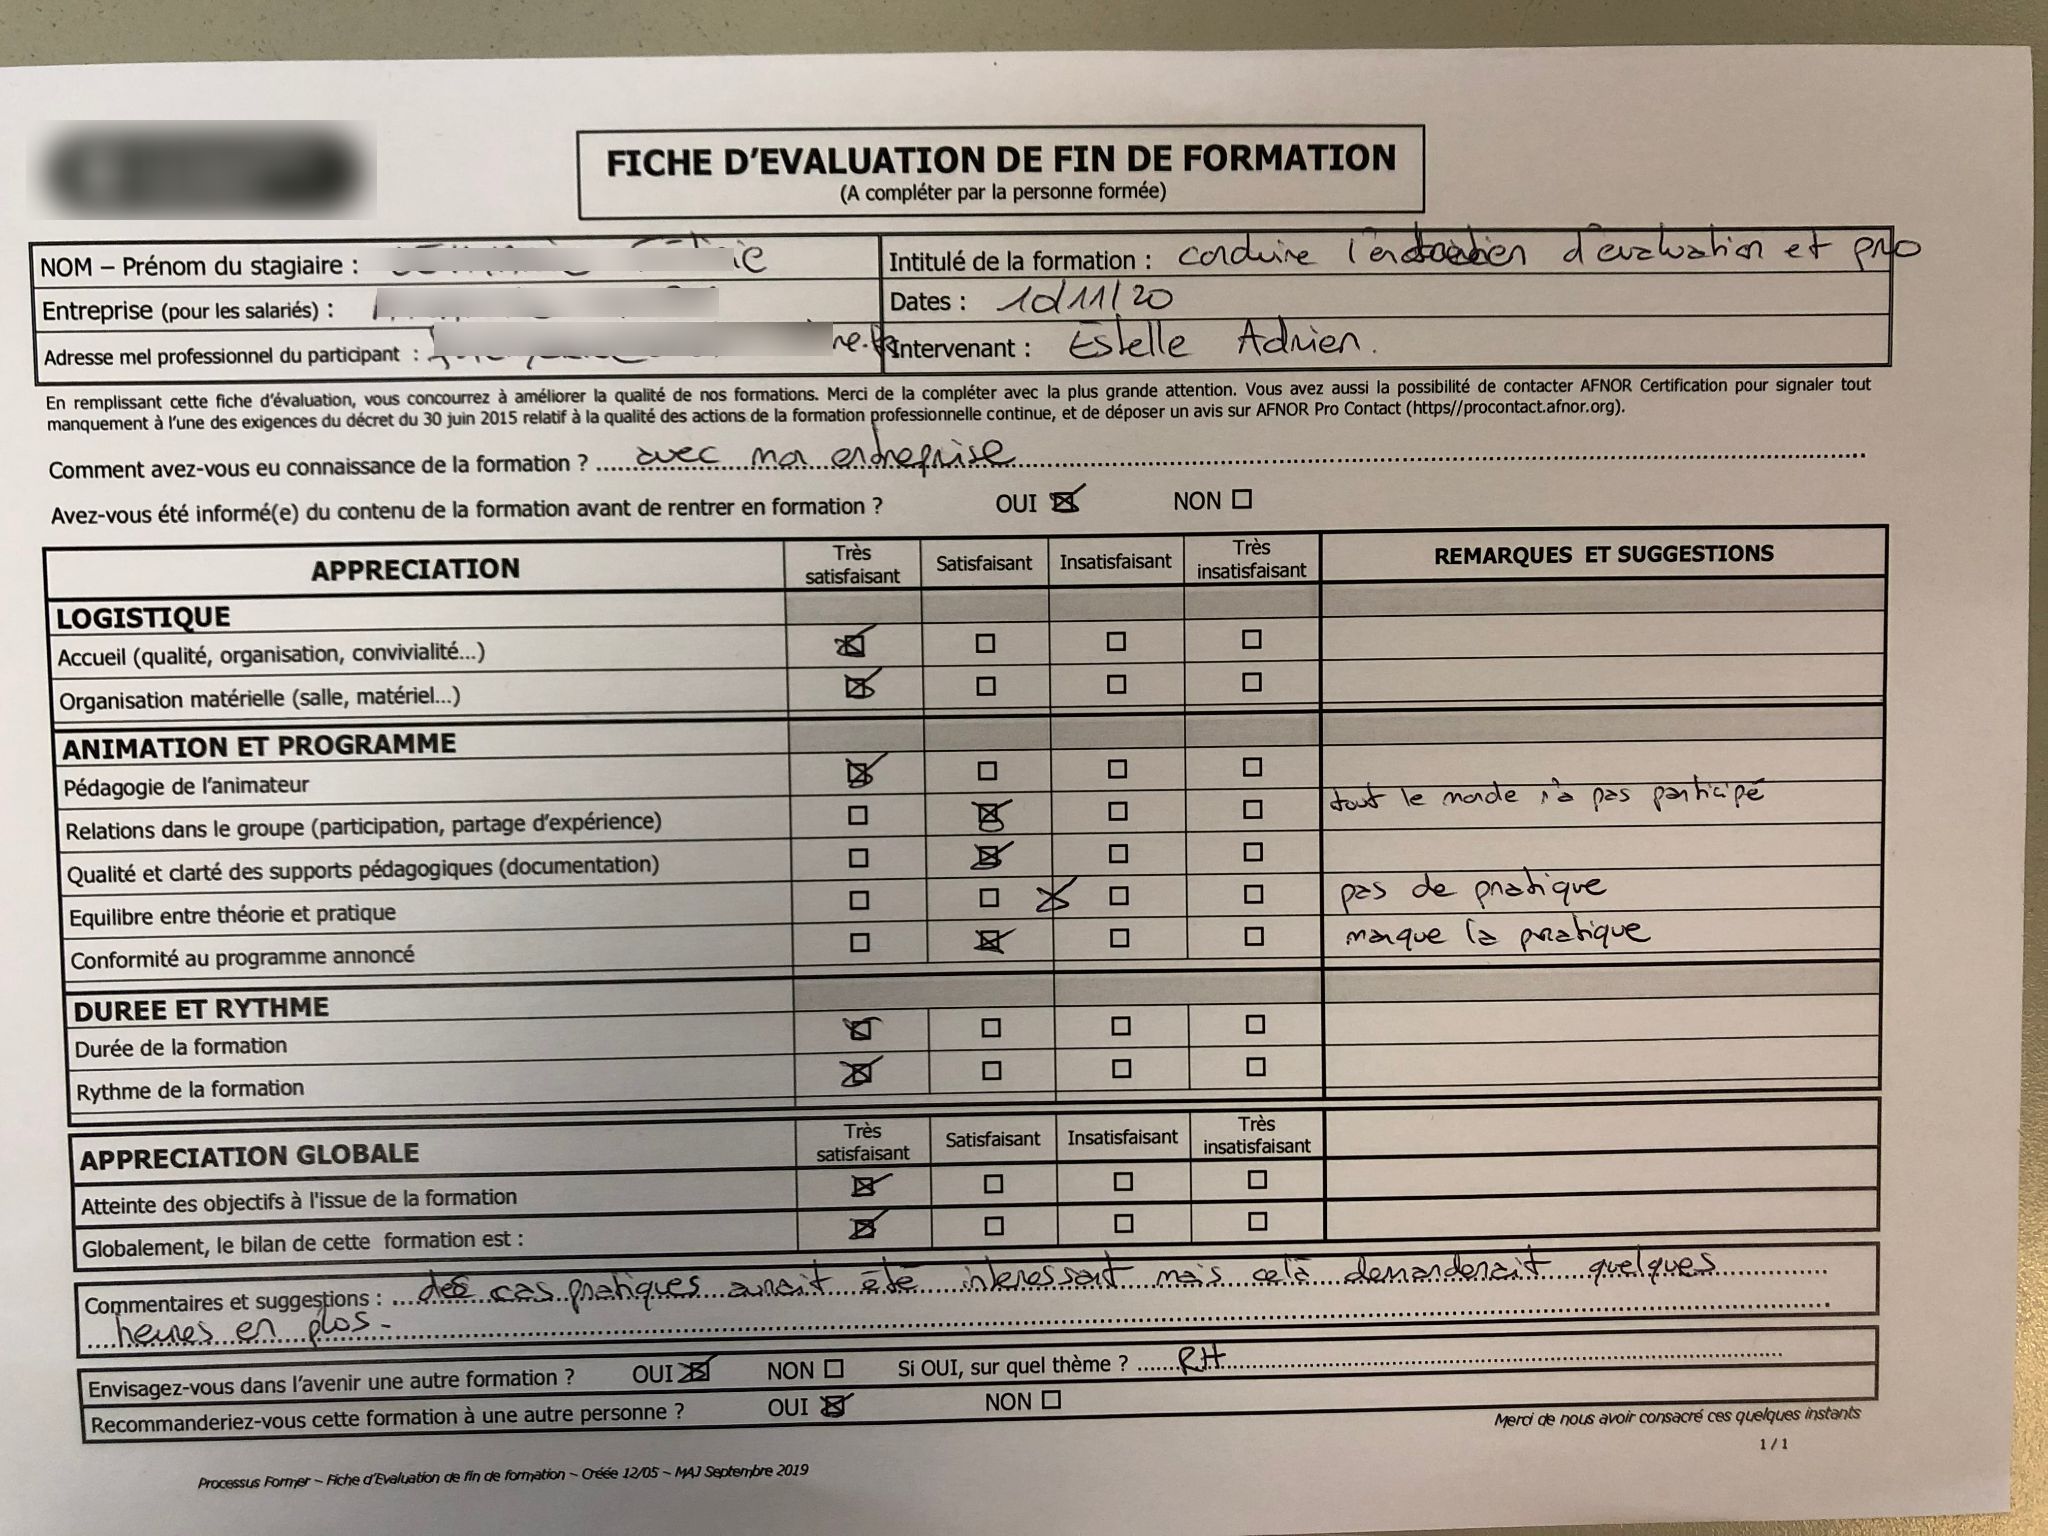 FICHE D'EVALUATION DE FIN DE FORMATION
(A compléter par la personne formée)
NOM – Prénom du stagiaire :
Intitulé de la formation : conduire l'entretien d'evaluation et pro
Entreprise (pour les salariés) :
Dates : 10/11/20
Adresse mel professionnel du participant :
Intervenant : Estelle Adrien.
En remplissant cette fiche d'évaluation, vous concourrez à améliorer la qualité de nos formations. Merci de la compléter avec la plus grande attention. Vous avez aussi la possibilité de contacter AFNOR Certification pour signaler tout
manquement à l'une des exigences du décret du 30 juin 2015 relatif à la qualité des actions de la formation professionnelle continue, et de déposer un avis sur AFNOR Pro Contact (https//procontact.afnor.org).
Comment avez-vous eu connaissance de la formation ? avec mon entreprise
Avez-vous été informé(e) du contenu de la formation avant de rentrer en formation ? OUI ☒ NON ☐
APPRECIATION Très satisfaisant Satisfaisant Insatisfaisant Très insatisfaisant REMARQUES ET SUGGESTIONS
LOGISTIQUE
Accueil (qualité, organisation, convivialité...) ☒ ☐ ☐ ☐
Organisation matérielle (salle, matériel...) ☒ ☐ ☐ ☐
ANIMATION ET PROGRAMME
Pédagogie de l'animateur ☒ ☐ ☐ ☐
Relations dans le groupe (participation, partage d'expérience) ☐ ☒ ☐ ☐ tout le monde n'a pas participé
Qualité et clarté des supports pédagogiques (documentation) ☐ ☒ ☐ ☐
Equilibre entre théorie et pratique ☐ ☐ ☒ ☐ ☐ pas de pratique
Conformité au programme annoncé ☐ ☒ ☐ ☐ manque la pratique
DUREE ET RYTHME
Durée de la formation ☒ ☐ ☐ ☐
Rythme de la formation ☒ ☐ ☐ ☐
APPRECIATION GLOBALE Très satisfaisant Satisfaisant Insatisfaisant Très insatisfaisant
Atteinte des objectifs à l'issue de la formation ☒ ☐ ☐ ☐
Globalement, le bilan de cette formation est : ☒ ☐ ☐ ☐
Commentaires et suggestions : des cas pratiques aurait été interessant mais celà demanderait quelques
heures en plus.
Envisagez-vous dans l'avenir une autre formation ? OUI ☒ NON ☐ Si OUI, sur quel thème ? RH
Recommanderiez-vous cette formation à une autre personne ? OUI ☒ NON ☐
Merci de nous avoir consacré ces quelques instants
1 / 1
Processus Former – Fiche d'Evaluation de fin de formation – Créée 12/05 – MAJ Septembre 2019